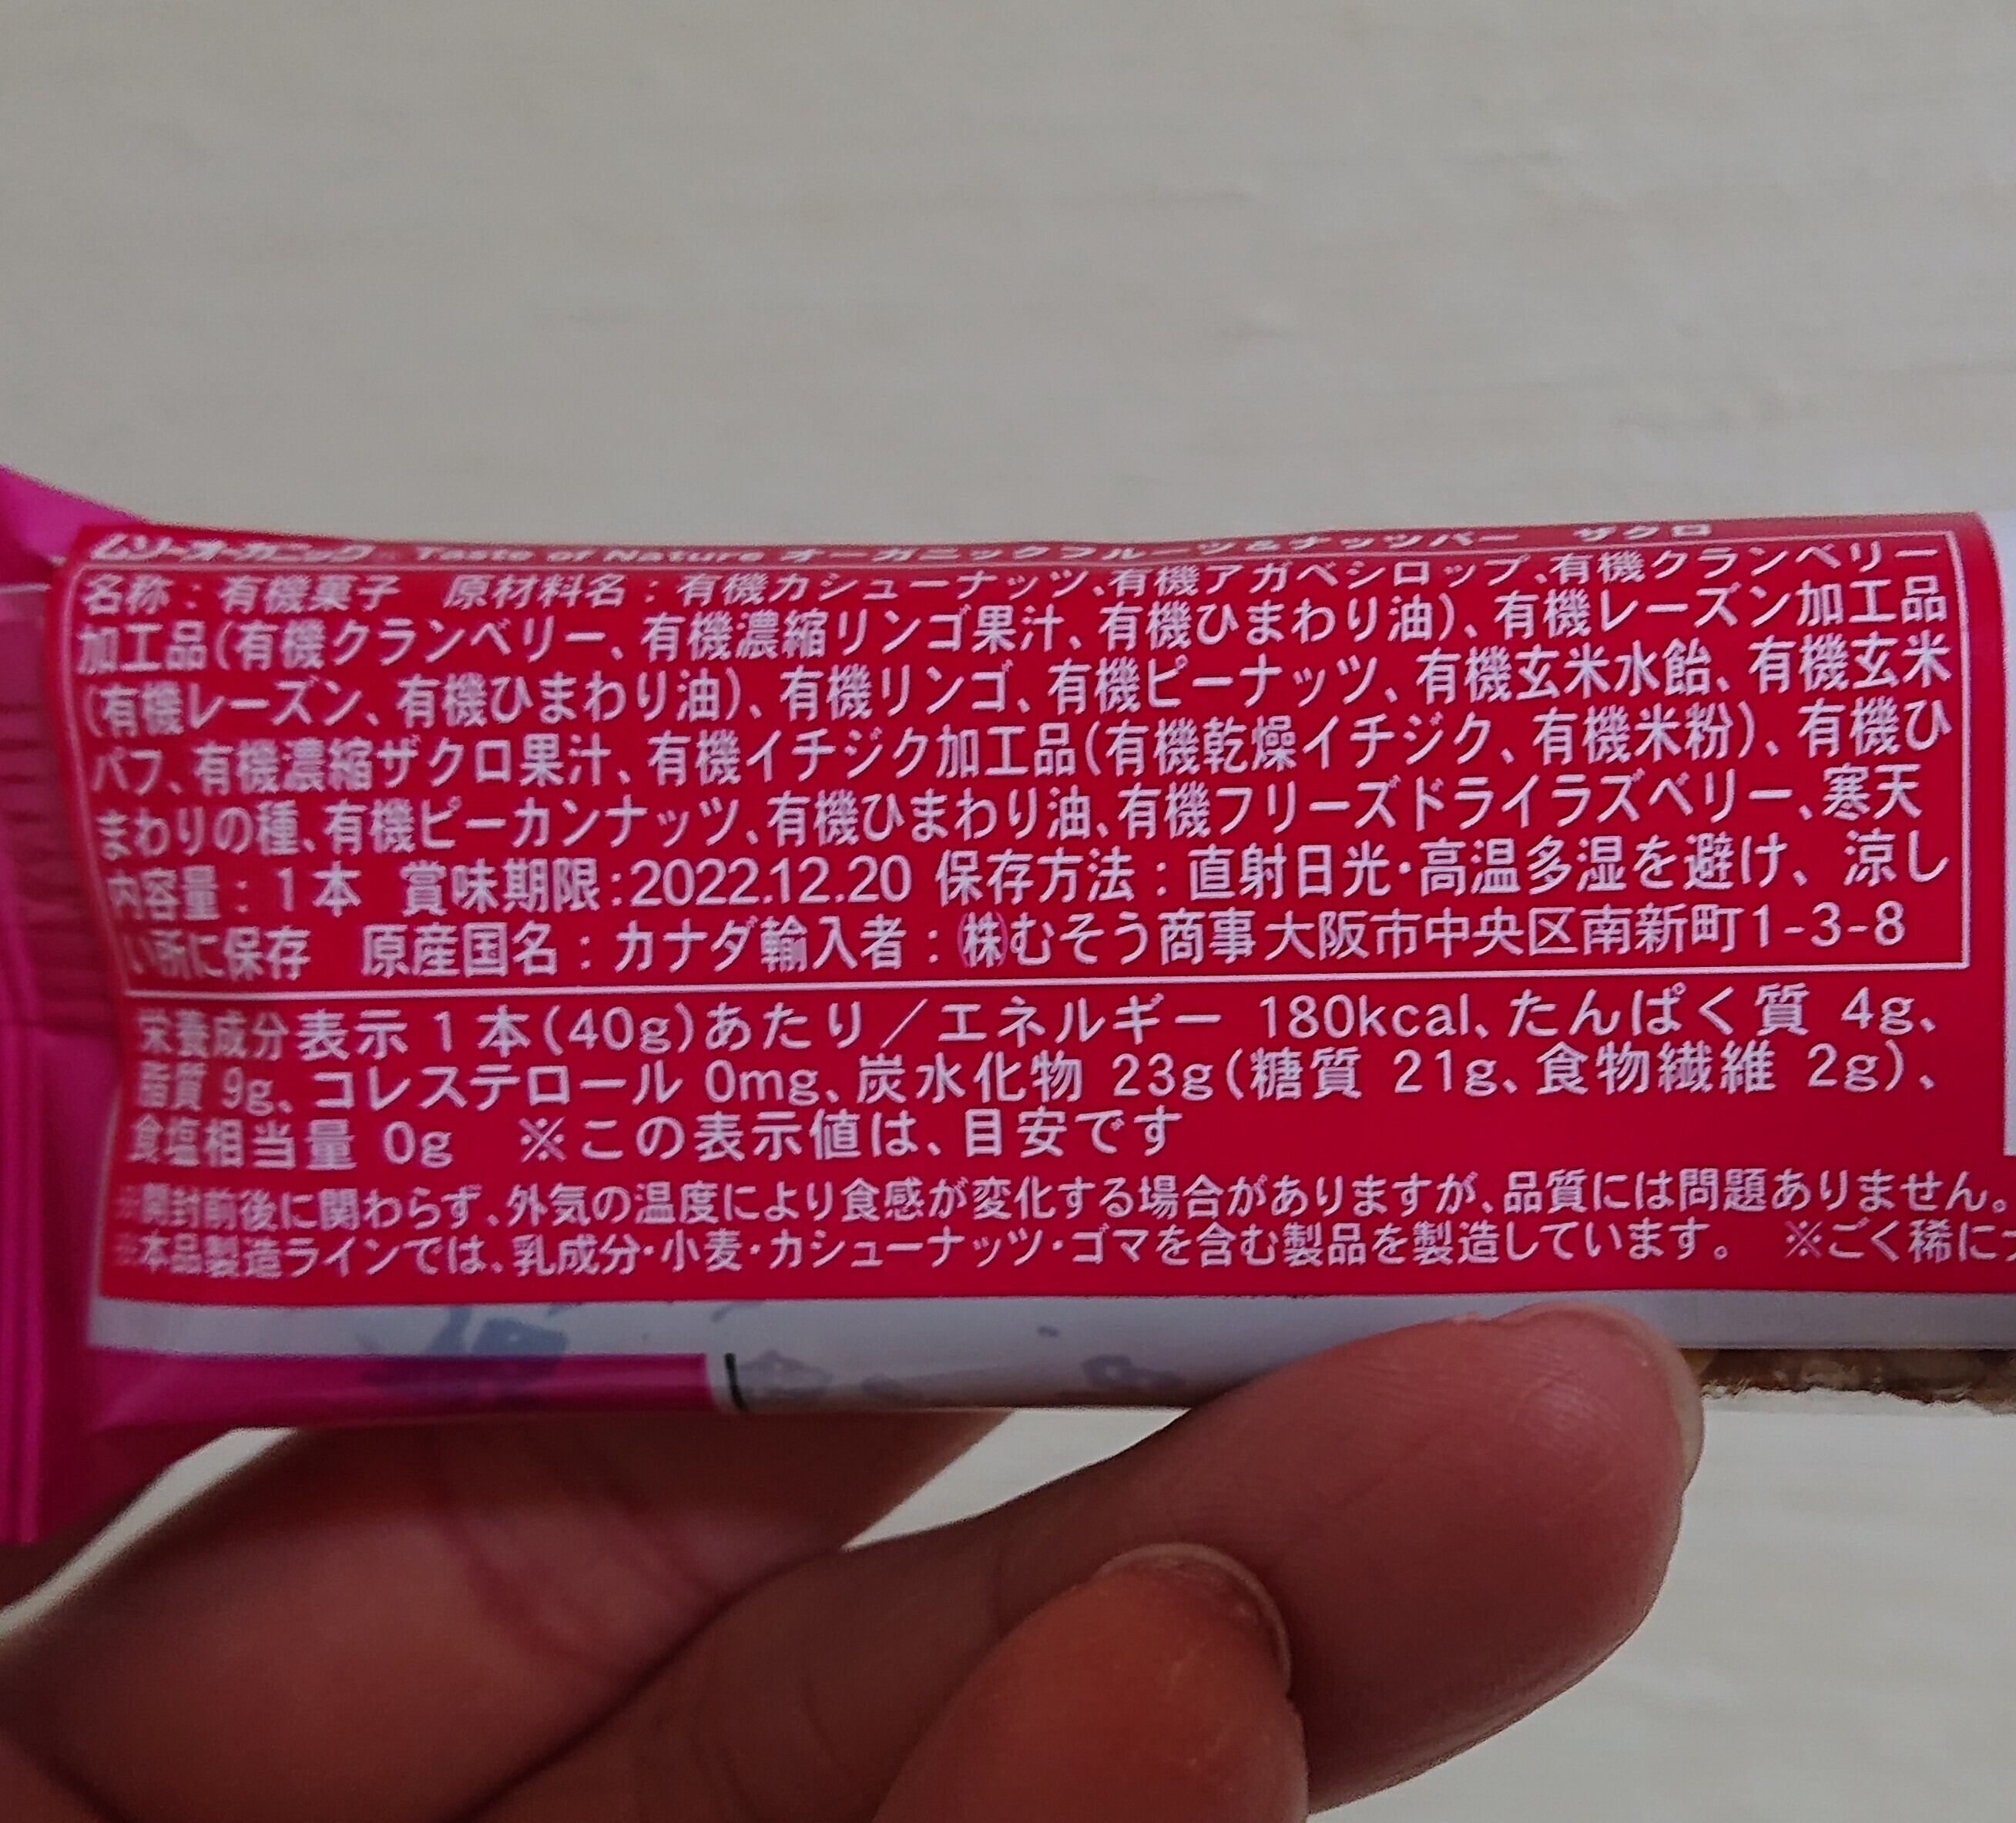 ムソーオーガニック Taste of Nature オーガニックフルーツ&ナッツバー ザクロ
名称：有機菓子 原材料名：有機カシューナッツ、有機アガベシロップ、有機クランベリー
加工品(有機クランベリー、有機濃縮リンゴ果汁、有機ひまわり油)、有機レーズン加工品
(有機レーズン、有機ひまわり油)、有機リンゴ、有機ピーナッツ、有機玄米水飴、有機玄米
パフ、有機濃縮ザクロ果汁、有機イチジク加工品(有機乾燥イチジク、有機米粉)、有機ひ
まわりの種、有機ピーカンナッツ、有機ひまわり油、有機フリーズドライラズベリー、寒天
内容量：1本 賞味期限:2022.12.20 保存方法：直射日光・高温多湿を避け、涼し
い所に保存 原産国名：カナダ輸入者：㈱むそう商事大阪市中央区南新町1-3-8
栄養成分表示1本(40g)あたり／エネルギー 180kcal、たんぱく質 4g、
脂質 9g、コレステロール 0mg、炭水化物 23g(糖質 21g、食物繊維 2g)、
食塩相当量 0g ※この表示値は、目安です
※開封前後に関わらず、外気の温度により食感が変化する場合がありますが、品質には問題ありません。
※本品製造ラインでは、乳成分・小麦・カシューナッツ・ゴマを含む製品を製造しています。 ※ごく稀に